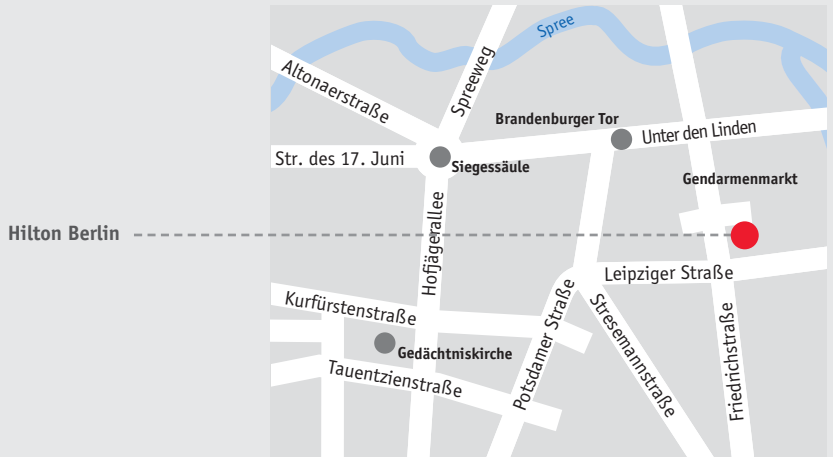 Spree
Spreeweg
Altonaerstraße
Brandenburger Tor
Unter den Linden
Str. des 17. Juni
Siegessäule
Gendarmenmarkt
Hofjägerallee
Hilton Berlin
Leipziger Straße
Kurfürstenstraße
Potsdamer Straße
Stresemannstraße
Friedrichstraße
Gedächtniskirche
Tauentzienstraße